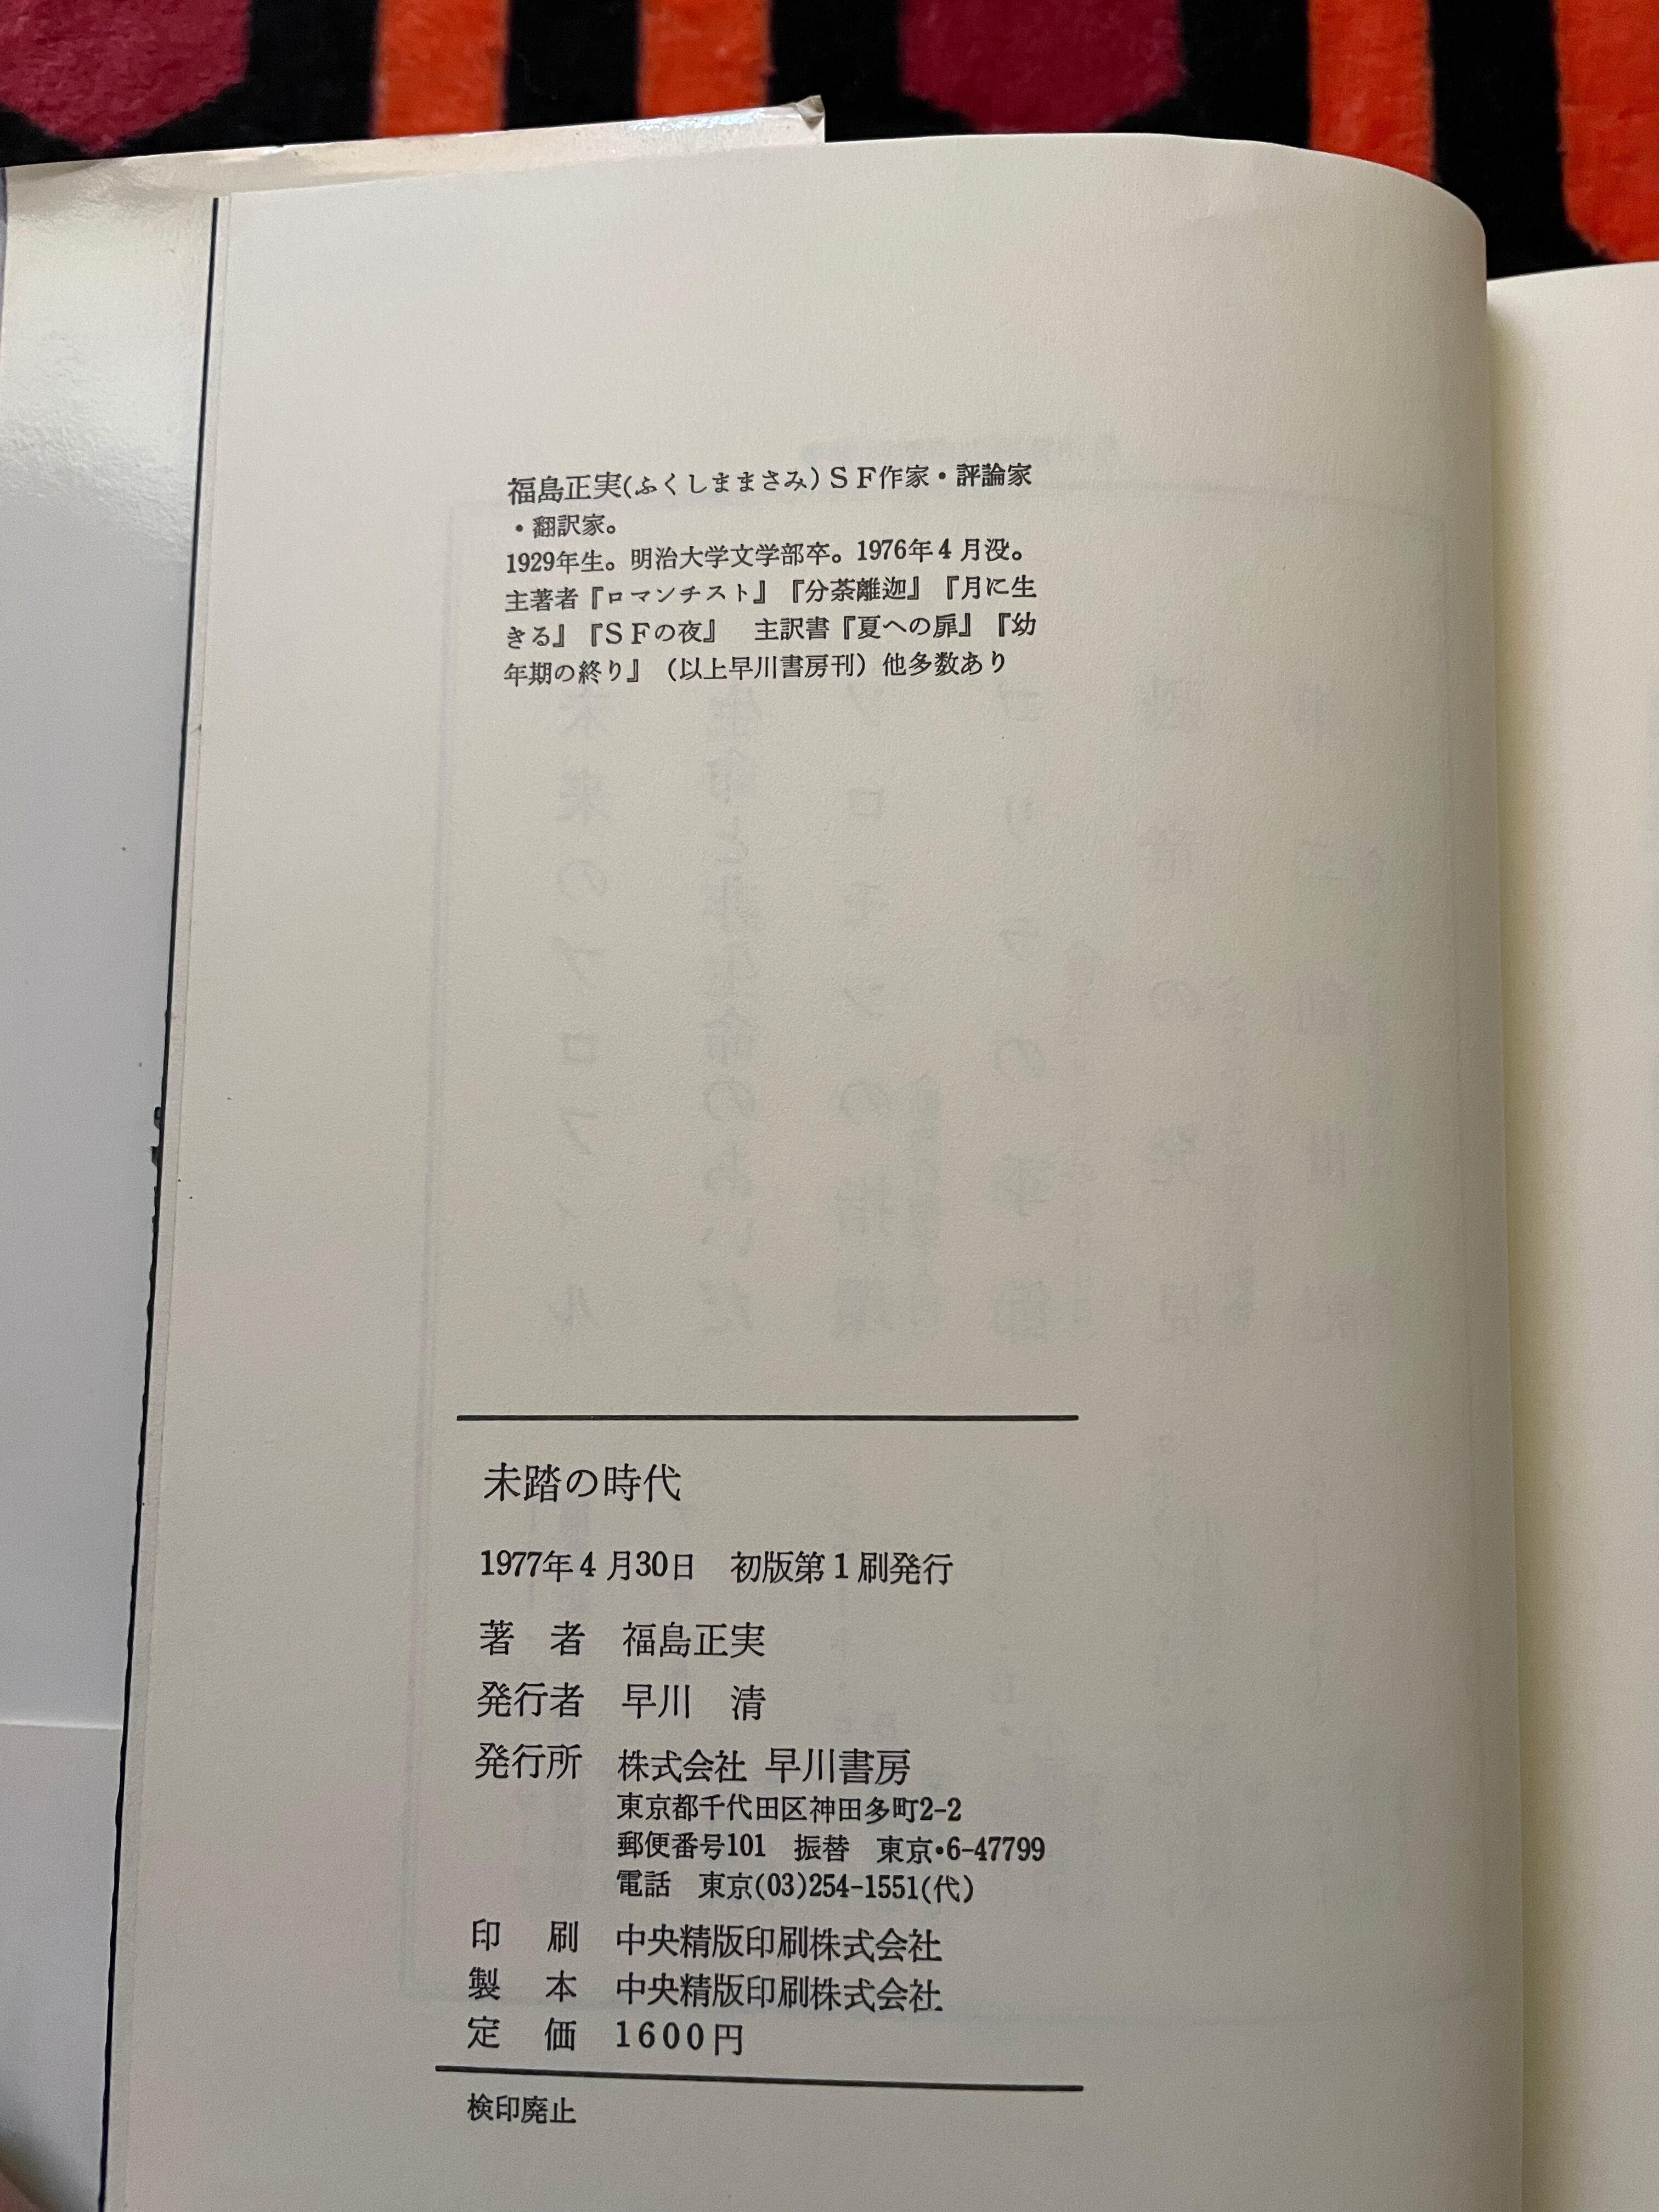 福島正実(ふくしままさみ)ＳＦ作家・評論家
・翻訳家。
1929年生。明治大学文学部卒。1976年4月没。
主著者『ロマンチスト』『分茶離迦』『月に生
きる』『ＳＦの夜』　主訳書『夏への扉』『幼
年期の終り』（以上早川書房刊）他多数あり
未踏の時代
1977年4月30日　初版第1刷発行
著　者　福島正実
発行者　早川　清
発行所　株式会社 早川書房
東京都千代田区神田多町2-2
郵便番号101　振替　東京・6-47799
電話　東京(03)254-1551(代)
印　刷　中央精版印刷株式会社
製　本　中央精版印刷株式会社
定　価　1600円
検印廃止